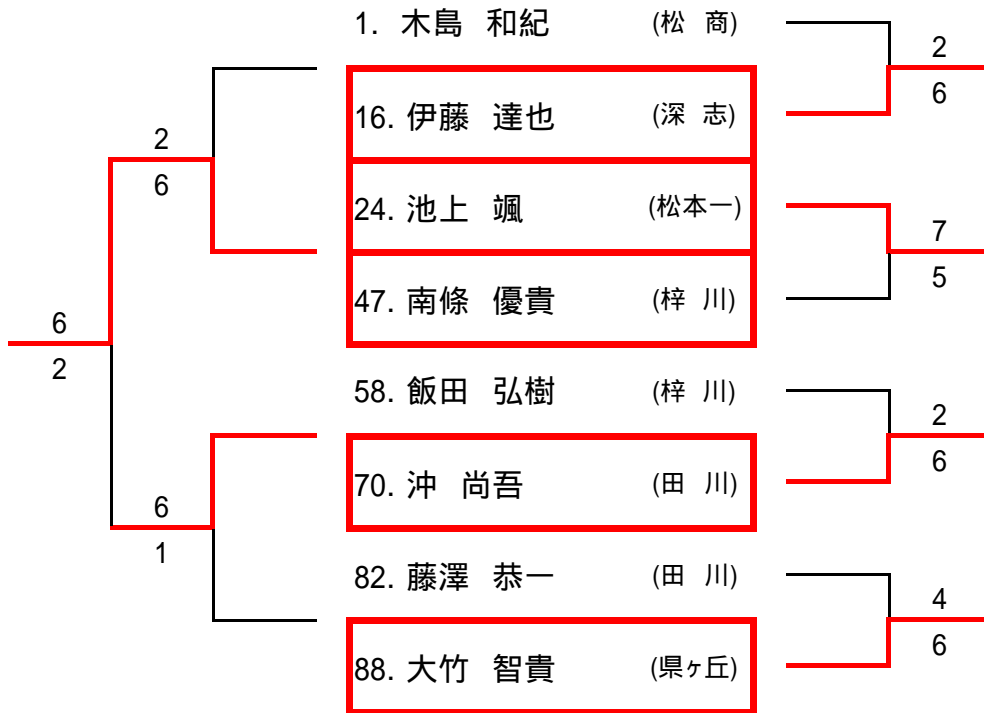 1. 木島 和紀 (松 商)
2
6
16. 伊藤 達也 (深 志)
2
6
24. 池上 颯 (松本一)
7
5
47. 南條 優貴 (梓 川)
6
2
58. 飯田 弘樹 (梓 川)
2
6
70. 沖 尚吾 (田 川)
6
1
82. 藤澤 恭一 (田 川)
4
6
88. 大竹 智貴 (県ヶ丘)